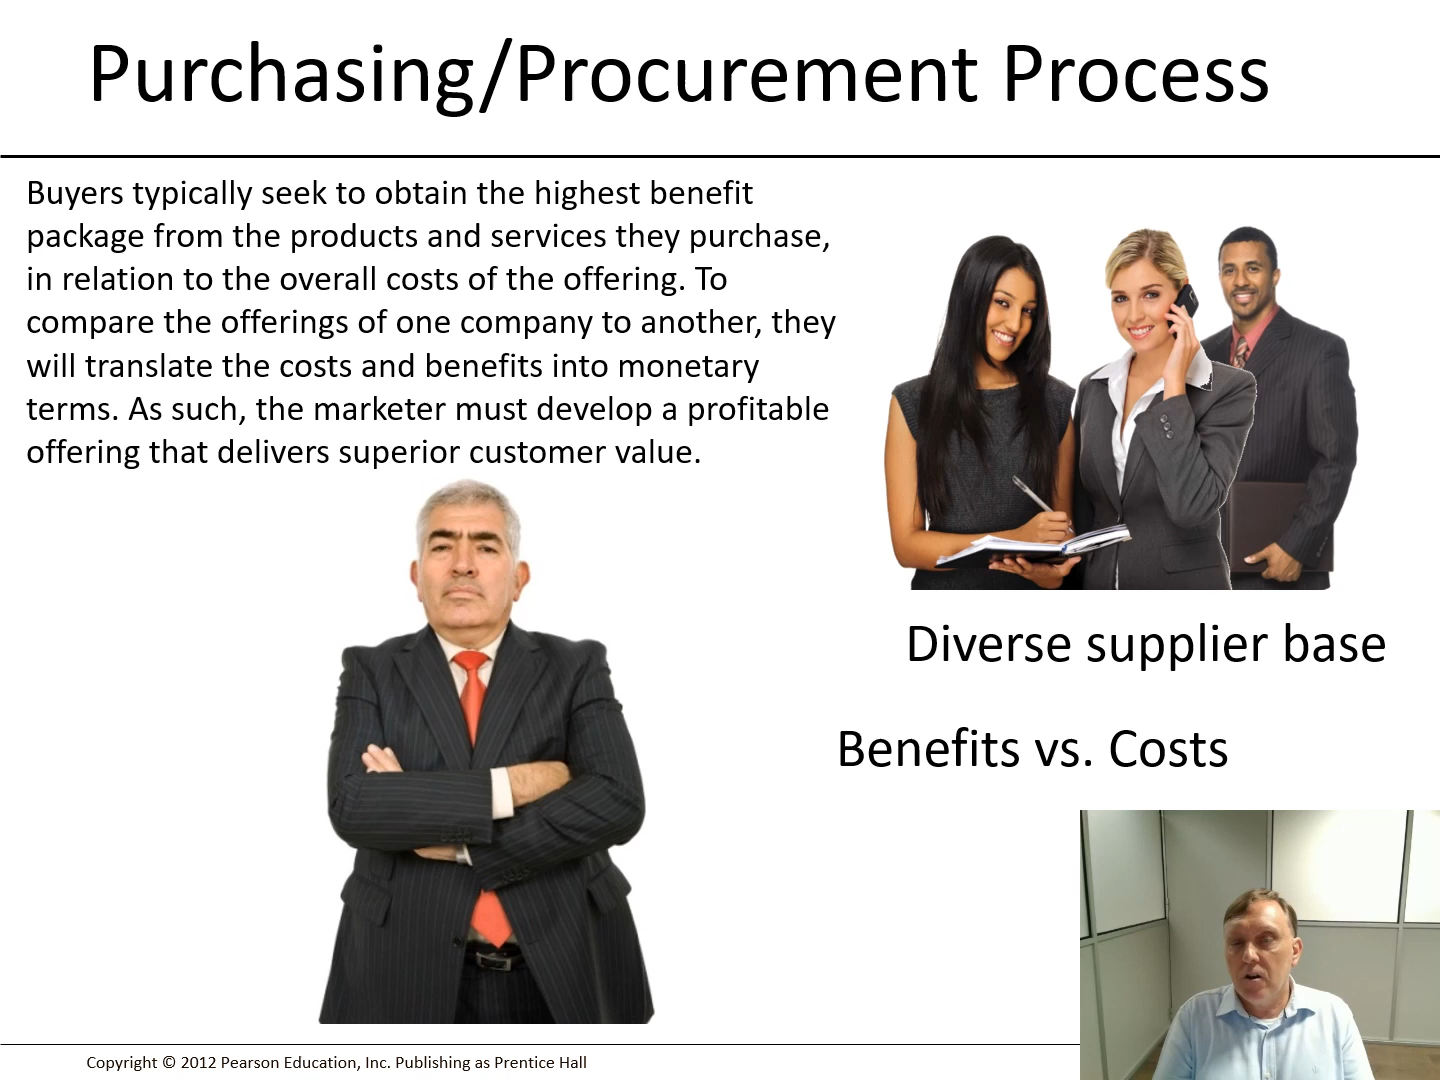 Purchasing/Procurement Process
Buyers typically seek to obtain the highest benefit
package from the products and services they purchase,
in relation to the overall costs of the offering. To
compare the offerings of one company to another, they
will translate the costs and benefits into monetary
terms. As such, the marketer must develop a profitable
offering that delivers superior customer value.
Diverse supplier base
Benefits vs. Costs
Copyright © 2012 Pearson Education, Inc. Publishing as Prentice Hall